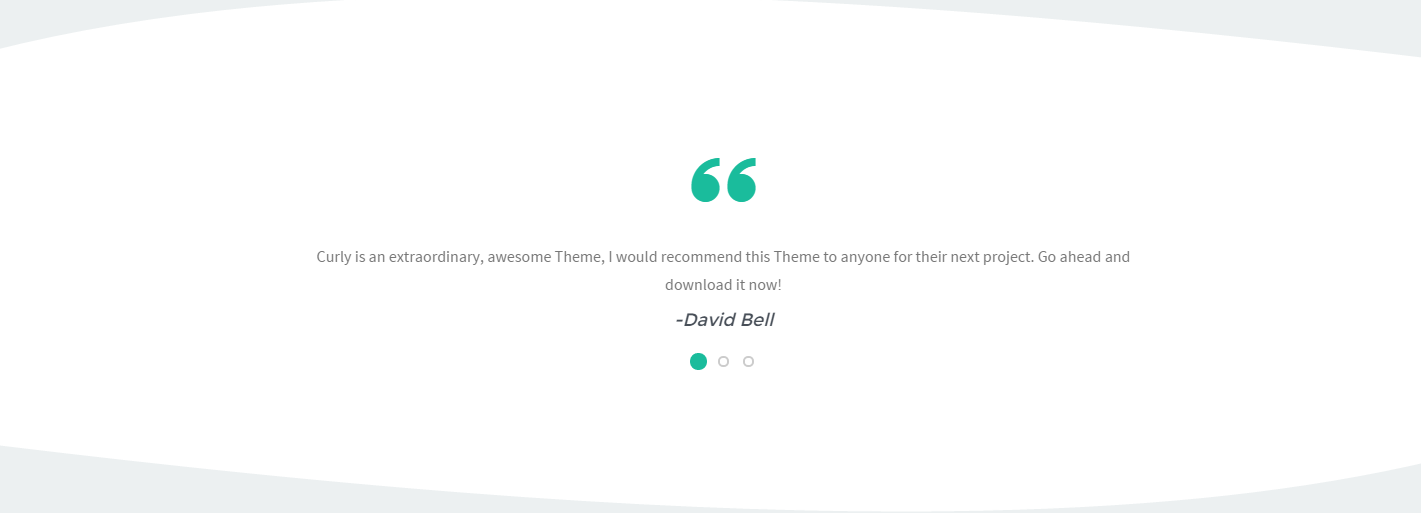 “
Curly is an extraordinary, awesome Theme, I would recommend this Theme to anyone for their next project. Go ahead and
download it now!
-David Bell